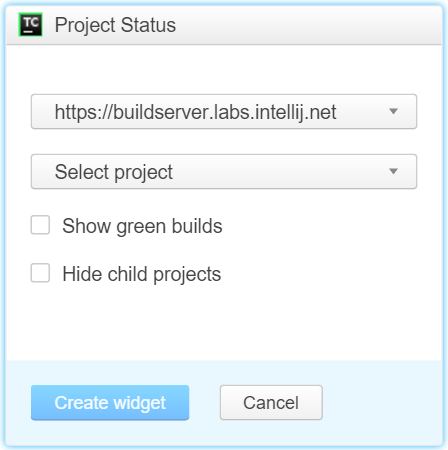 TC Project Status
https://buildserver.labs.intellij.net
Select project
Show green builds
Hide child projects
Create widget Cancel